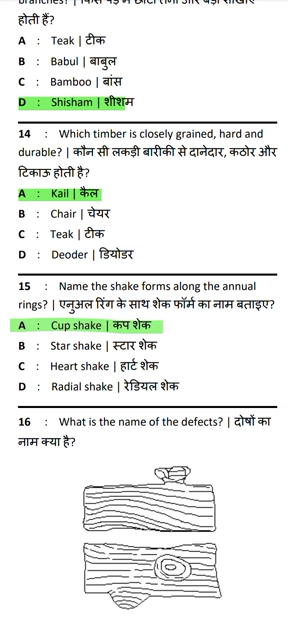 होती हैं?
A : Teak | टीक
B : Babul | बाबुल
C : Bamboo | बांस
D : Shisham | शीशम
14 : Which timber is closely grained, hard and
durable? | कौन सी लकड़ी बारीकी से दानेदार, कठोर और
टिकाऊ होती है?
A : Kail | कैल
B : Chair | चेयर
C : Teak | टीक
D : Deoder | डियोडर
15 : Name the shake forms along the annual
rings? | एनुअल रिंग के साथ शेक फॉर्म का नाम बताइए?
A : Cup shake | कप शेक
B : Star shake | स्टार शेक
C : Heart shake | हार्ट शेक
D : Radial shake | रेडियल शेक
16 : What is the name of the defects? | दोषों का
नाम क्या है?